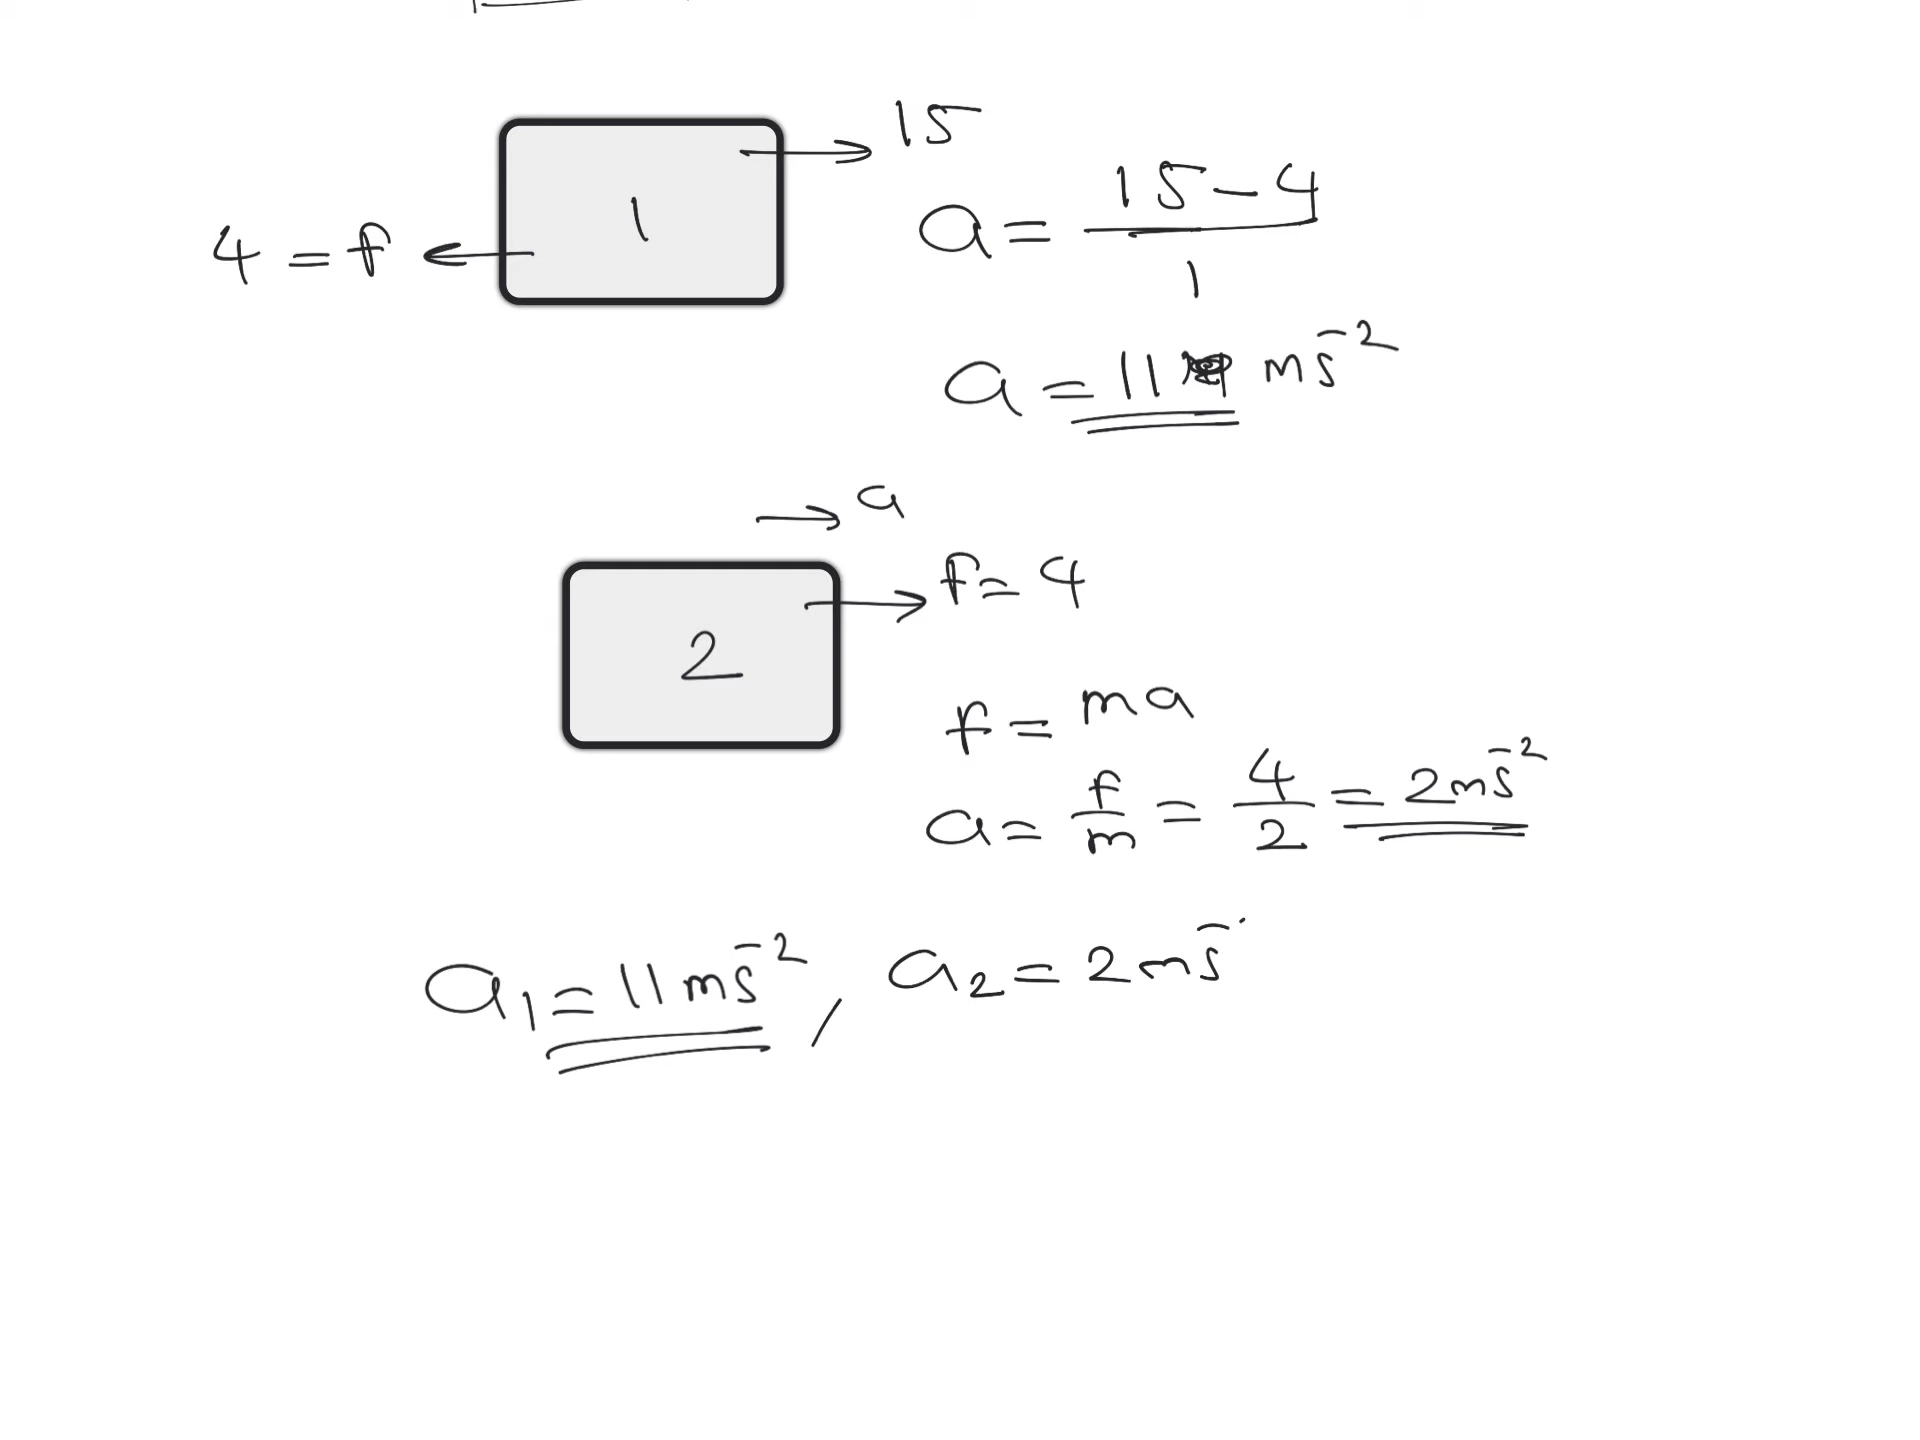 15
1
4 = f
a = 15 - 4 / 1
a = 11 ms⁻²
a
f = 4
2
f = ma
a = f/m = 4/2 = 2ms⁻²
a₁ = 11ms⁻² , a₂ = 2ms⁻